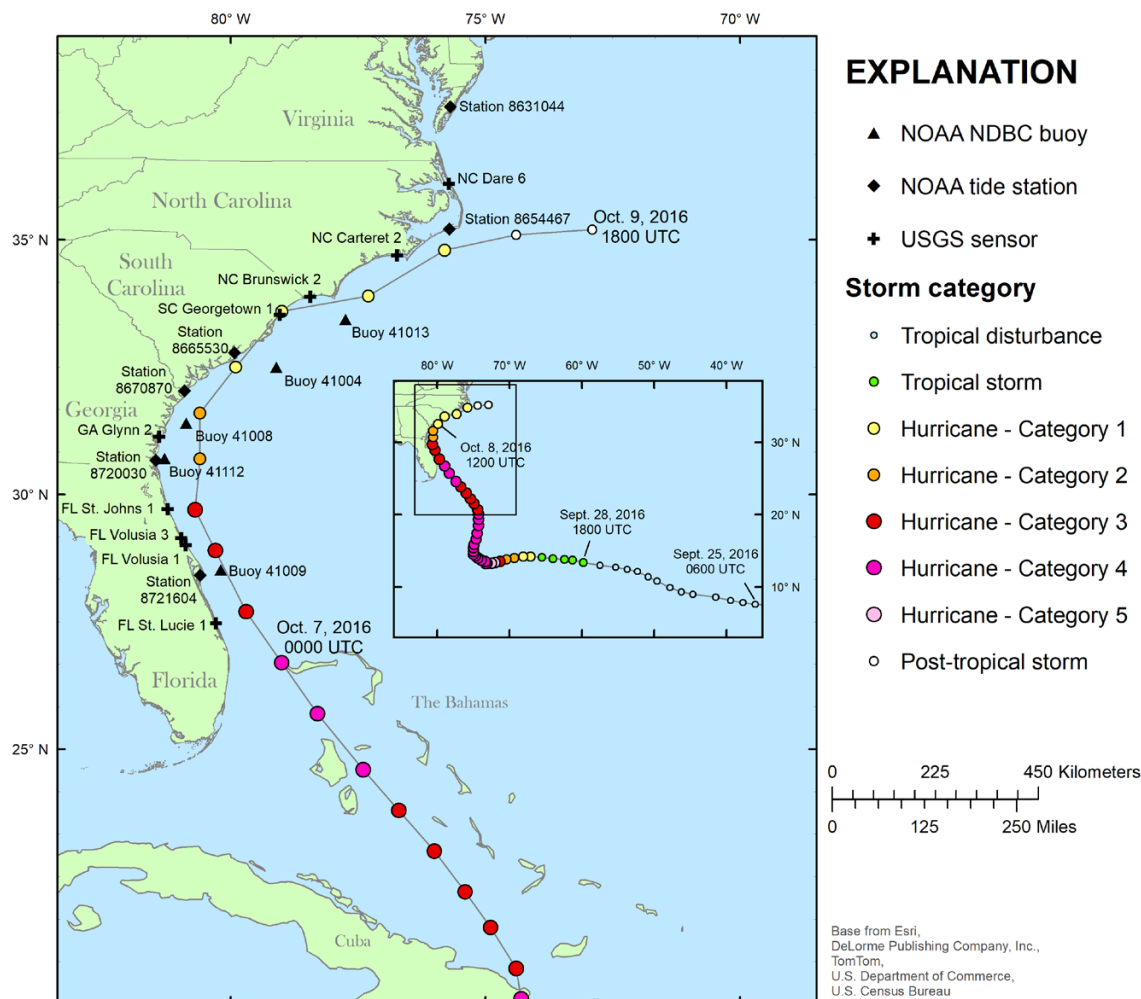 80° W
75° W
70° W
Station 8631044
Virginia
NC Dare 6
North Carolina
Station 8654467
Oct. 9, 2016
1800 UTC
35° N
NC Carteret 2
South
Carolina
NC Brunswick 2
SC Georgetown 1
Station
8665530
Buoy 41013
Station
8670870
Buoy 41004
Georgia
GA Glynn 2
Buoy 41008
Station
8720030
Buoy 41112
30° N
FL St. Johns 1
FL Volusia 3
FL Volusia 1
Buoy 41009
Station
8721604
FL St. Lucie 1
Oct. 7, 2016
0000 UTC
Florida
The Bahamas
25° N
Cuba
80° W
70° W
60° W
50° W
40° W
30° N
Oct. 8, 2016
1200 UTC
20° N
Sept. 28, 2016
1800 UTC
Sept. 25, 2016
0600 UTC
10° N
EXPLANATION
NOAA NDBC buoy
NOAA tide station
USGS sensor
Storm category
Tropical disturbance
Tropical storm
Hurricane - Category 1
Hurricane - Category 2
Hurricane - Category 3
Hurricane - Category 4
Hurricane - Category 5
Post-tropical storm
0 225 450 Kilometers
0 125 250 Miles
Base from Esri,
DeLorme Publishing Company, Inc.,
TomTom,
U.S. Department of Commerce,
U.S. Census Bureau